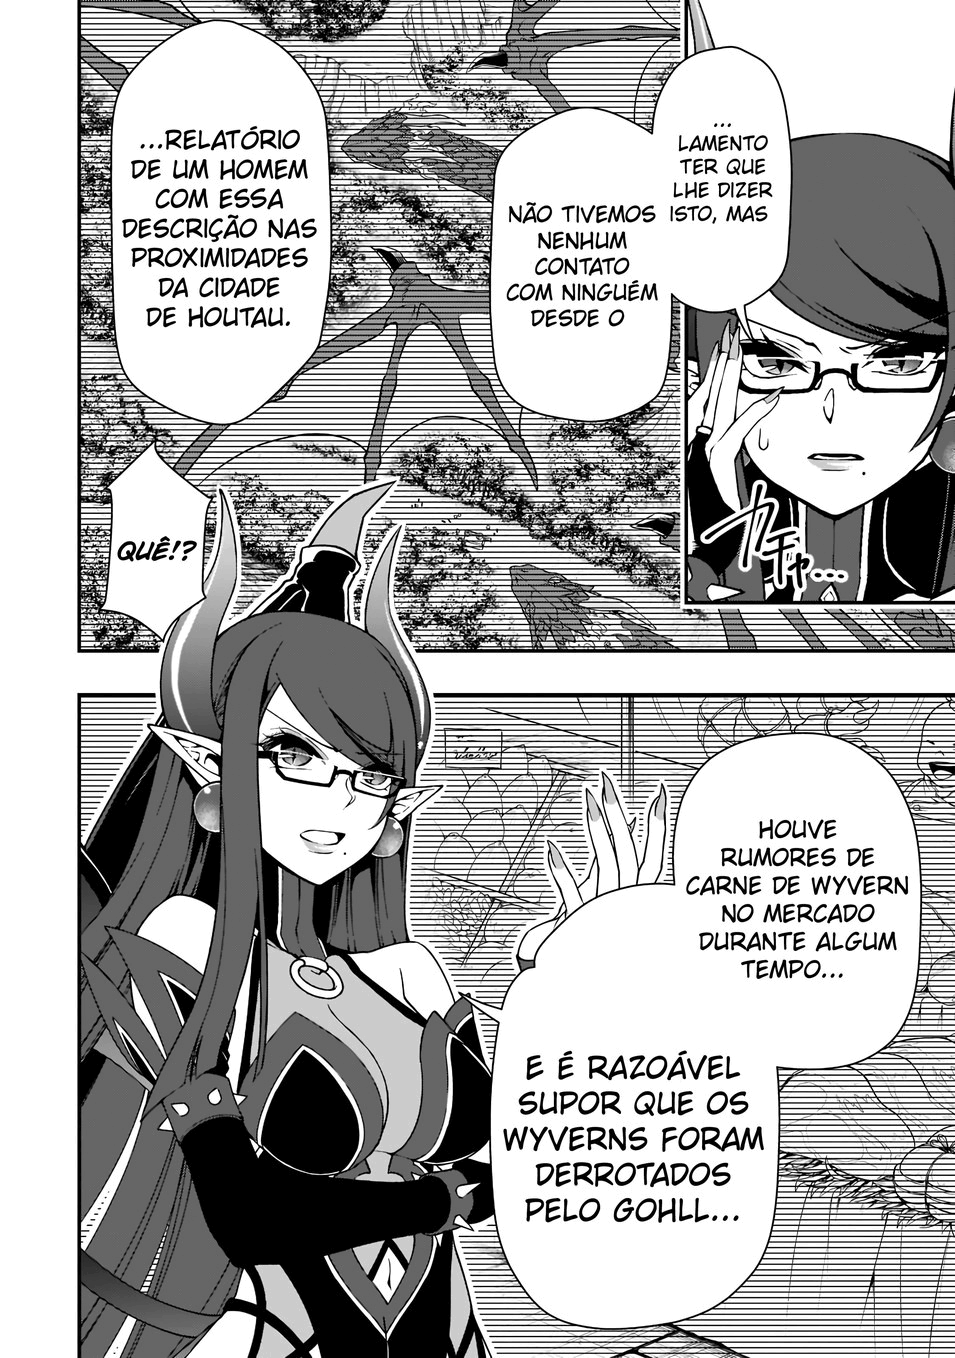 ...
LAMENTO
TER QUE
LHE DIZER
ISTO, MAS
NÃO TIVEMOS
NENHUM
CONTATO
COM NINGUÉM
DESDE O
...RELATÓRIO
DE UM HOMEM
COM ESSA
DESCRIÇÃO NAS
PROXIMIDADES
DA CIDADE
DE HOUTAU.
カチャ...
QUÊ!?
HOUVE
RUMORES DE
CARNE DE WYVERN
NO MERCADO
DURANTE ALGUM
TEMPO...
E É RAZOÁVEL
SUPOR QUE OS
WYVERNS FORAM
DERROTADOS
PELO GOHLL...